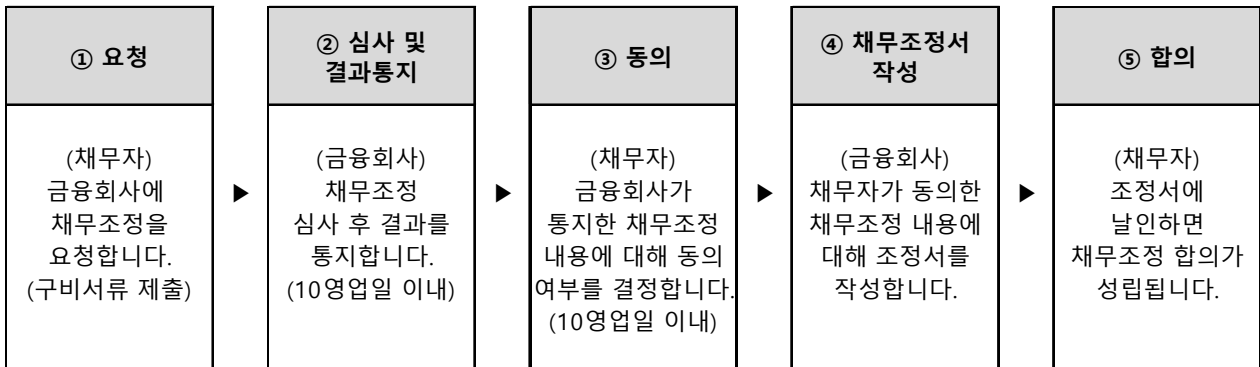 ① 요청
(채무자)
금융회사에
채무조정을
요청합니다.
(구비서류 제출)
▶
② 심사 및
결과통지
(금융회사)
채무조정
심사 후 결과를
통지합니다.
(10영업일 이내)
▶
③ 동의
(채무자)
금융회사가
통지한 채무조정
내용에 대해 동의
여부를 결정합니다.
(10영업일 이내)
▶
④ 채무조정서
작성
(금융회사)
채무자가 동의한
채무조정 내용에
대해 조정서를
작성합니다.
▶
⑤ 합의
(채무자)
조정서에
날인하면
채무조정 합의가
성립됩니다.